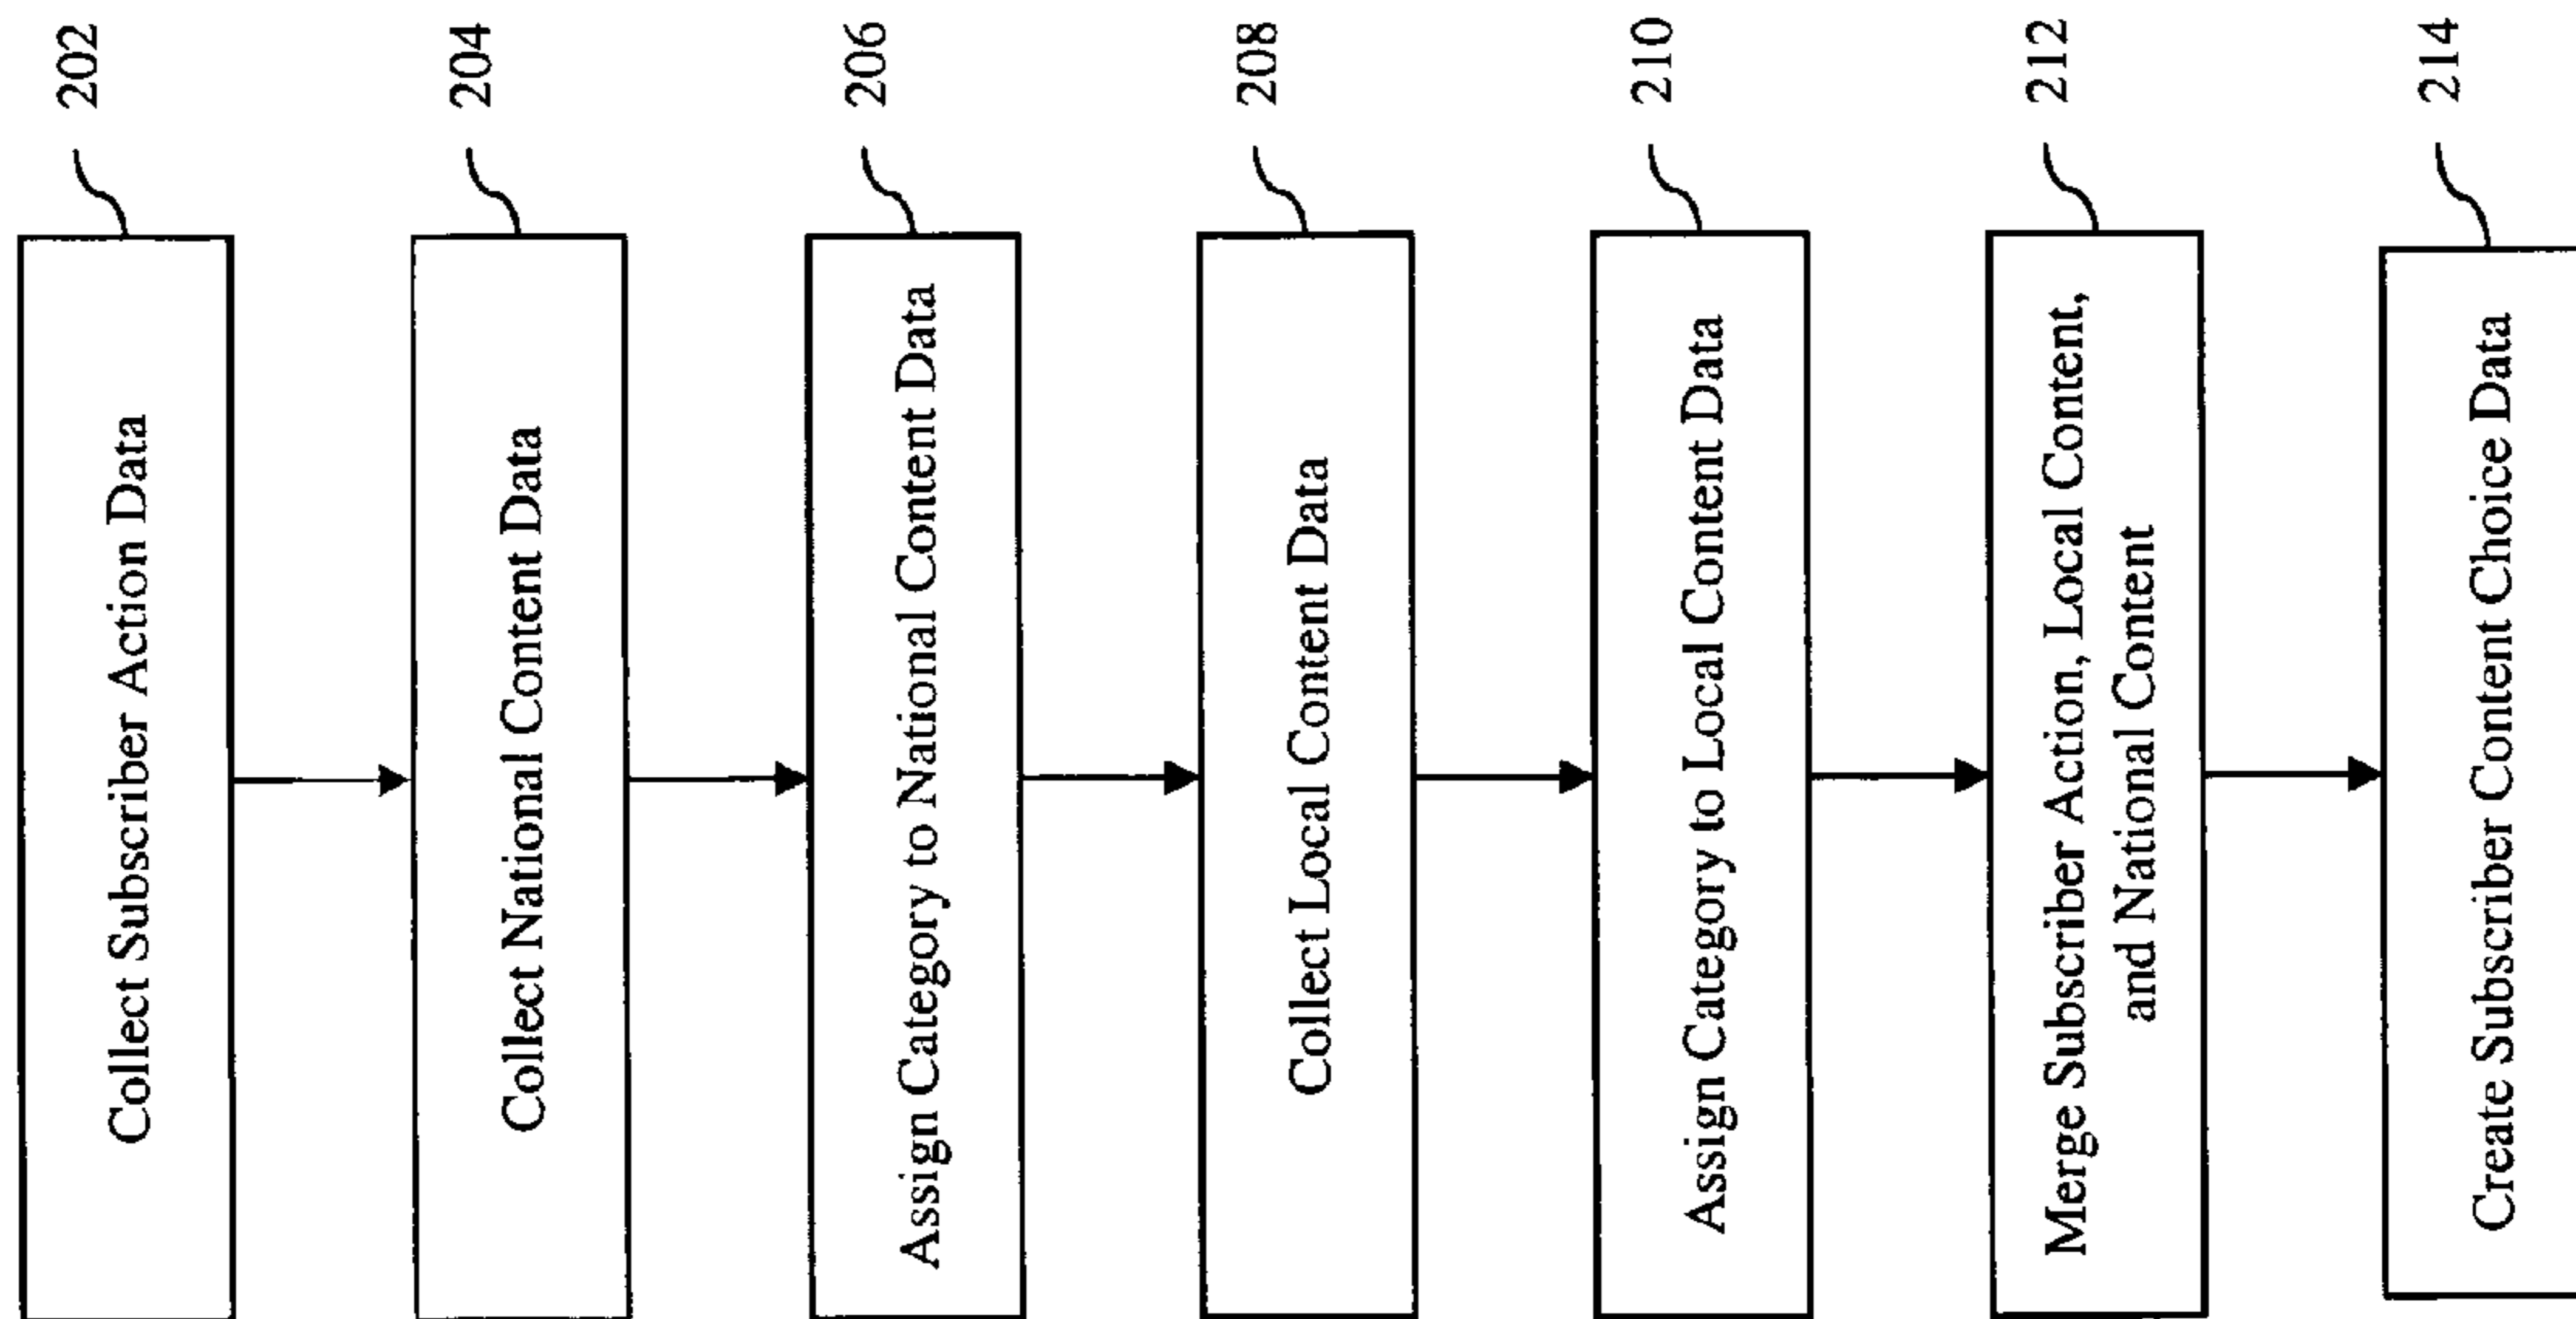 Collect Subscriber Action Data
202
Collect National Content Data
204
Assign Category to National Content Data
206
Collect Local Content Data
208
Assign Category to Local Content Data
210
Merge Subscriber Action, Local Content,
and National Content
212
Create Subscriber Content Choice Data
214